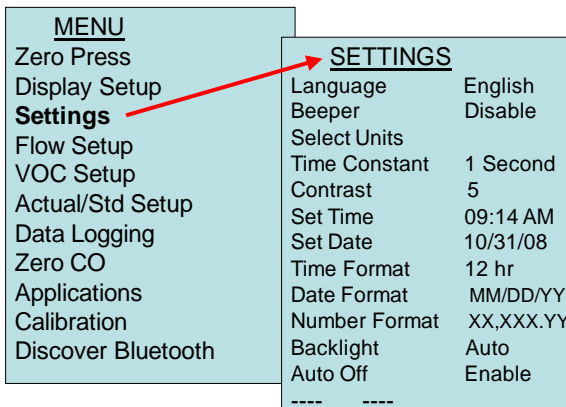 MENU
Zero Press
Display Setup
Settings
Flow Setup
VOC Setup
Actual/Std Setup
Data Logging
Zero CO
Applications
Calibration
Discover Bluetooth
SETTINGS
Language English
Beeper Disable
Select Units
Time Constant 1 Second
Contrast 5
Set Time 09:14 AM
Set Date 10/31/08
Time Format 12 hr
Date Format MM/DD/YY
Number Format XX,XXX.YY
Backlight Auto
Auto Off Enable
---- ----